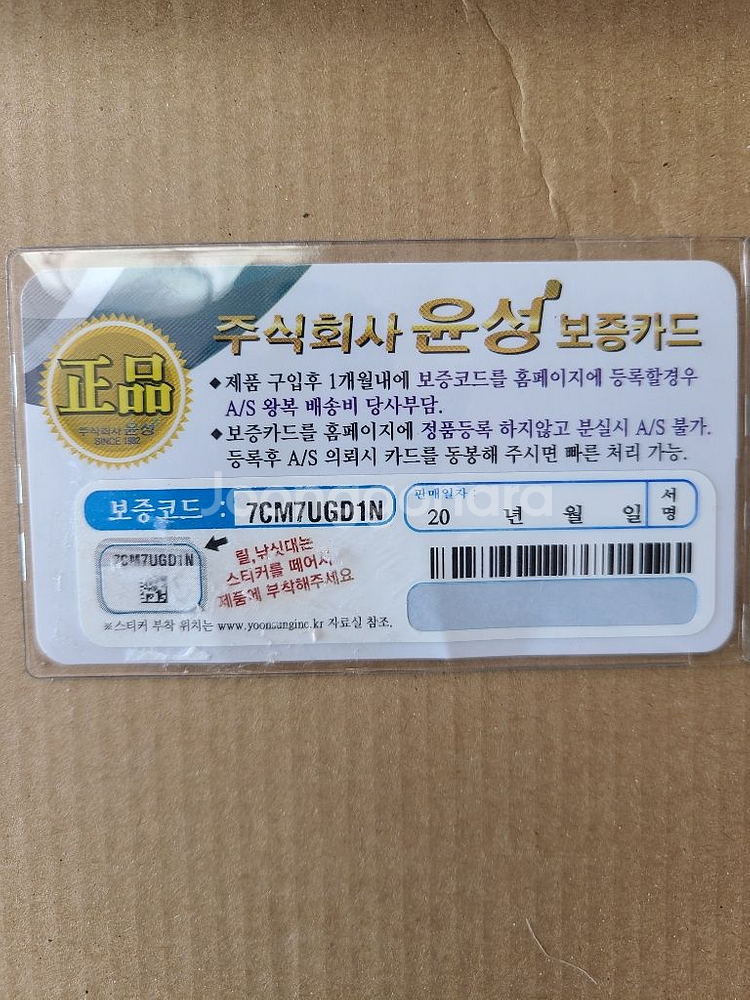 주식회사 윤성 보증카드
正品
주식회사 윤성
SINCE 1982
◆제품 구입후 1개월내에 보증코드를 홈페이지에 등록할경우
A/S 왕복 배송비 당사부담.
◆보증카드를 홈페이지에 정품등록 하지않고 분실시 A/S 불가.
등록후 A/S 의뢰시 카드를 동봉해 주시면 빠른 처리 가능.
보증코드 : 7CM7UGD1N
판매일자 :
20 년 월 일
서명
Joonggonara
7CM7UGD1N
릴,낚싯대는
스티커를 떼어서
제품에 부착해주세요
※스티커 부착 위치는 www.yoonsunginc.kr 자료실 참조.